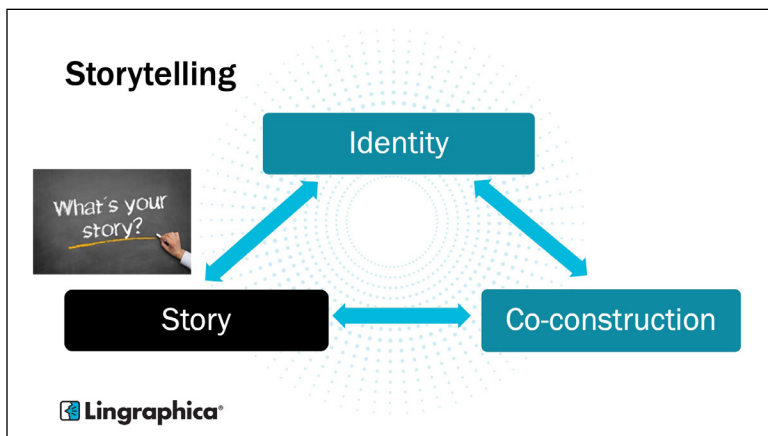 Storytelling
Identity
What's your
story?
Story
Co-construction
Lingraphica®